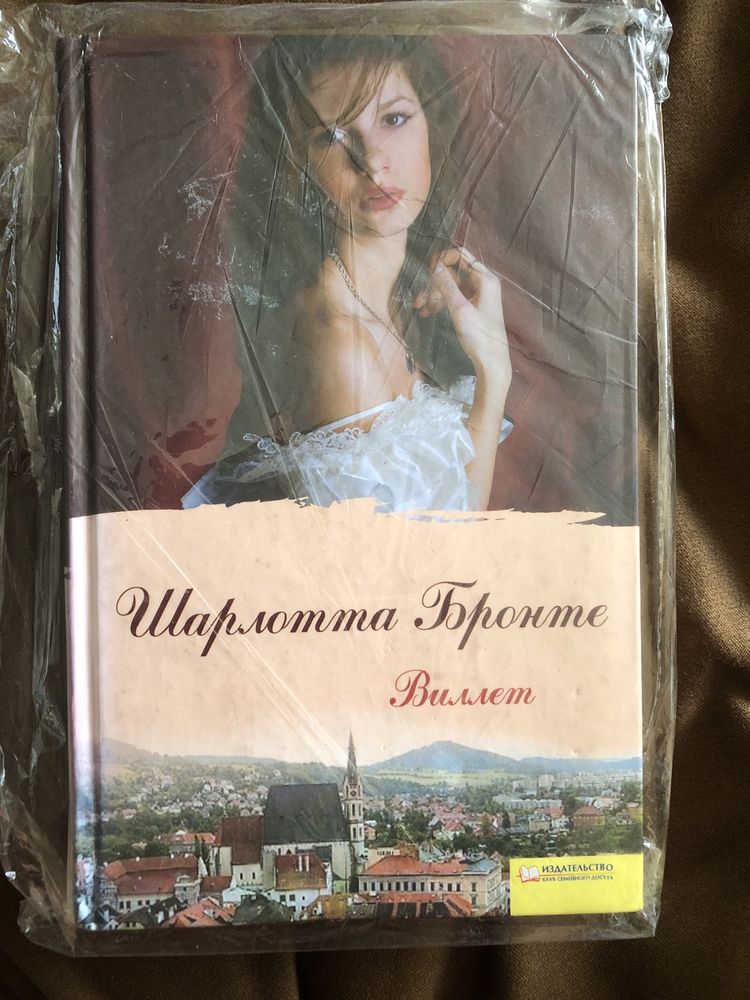 Шарлотта Бронте
Виллет
ИЗДАТЕЛЬСТВО
КЛУБ СЕМЕЙНОГО ДОСУГА